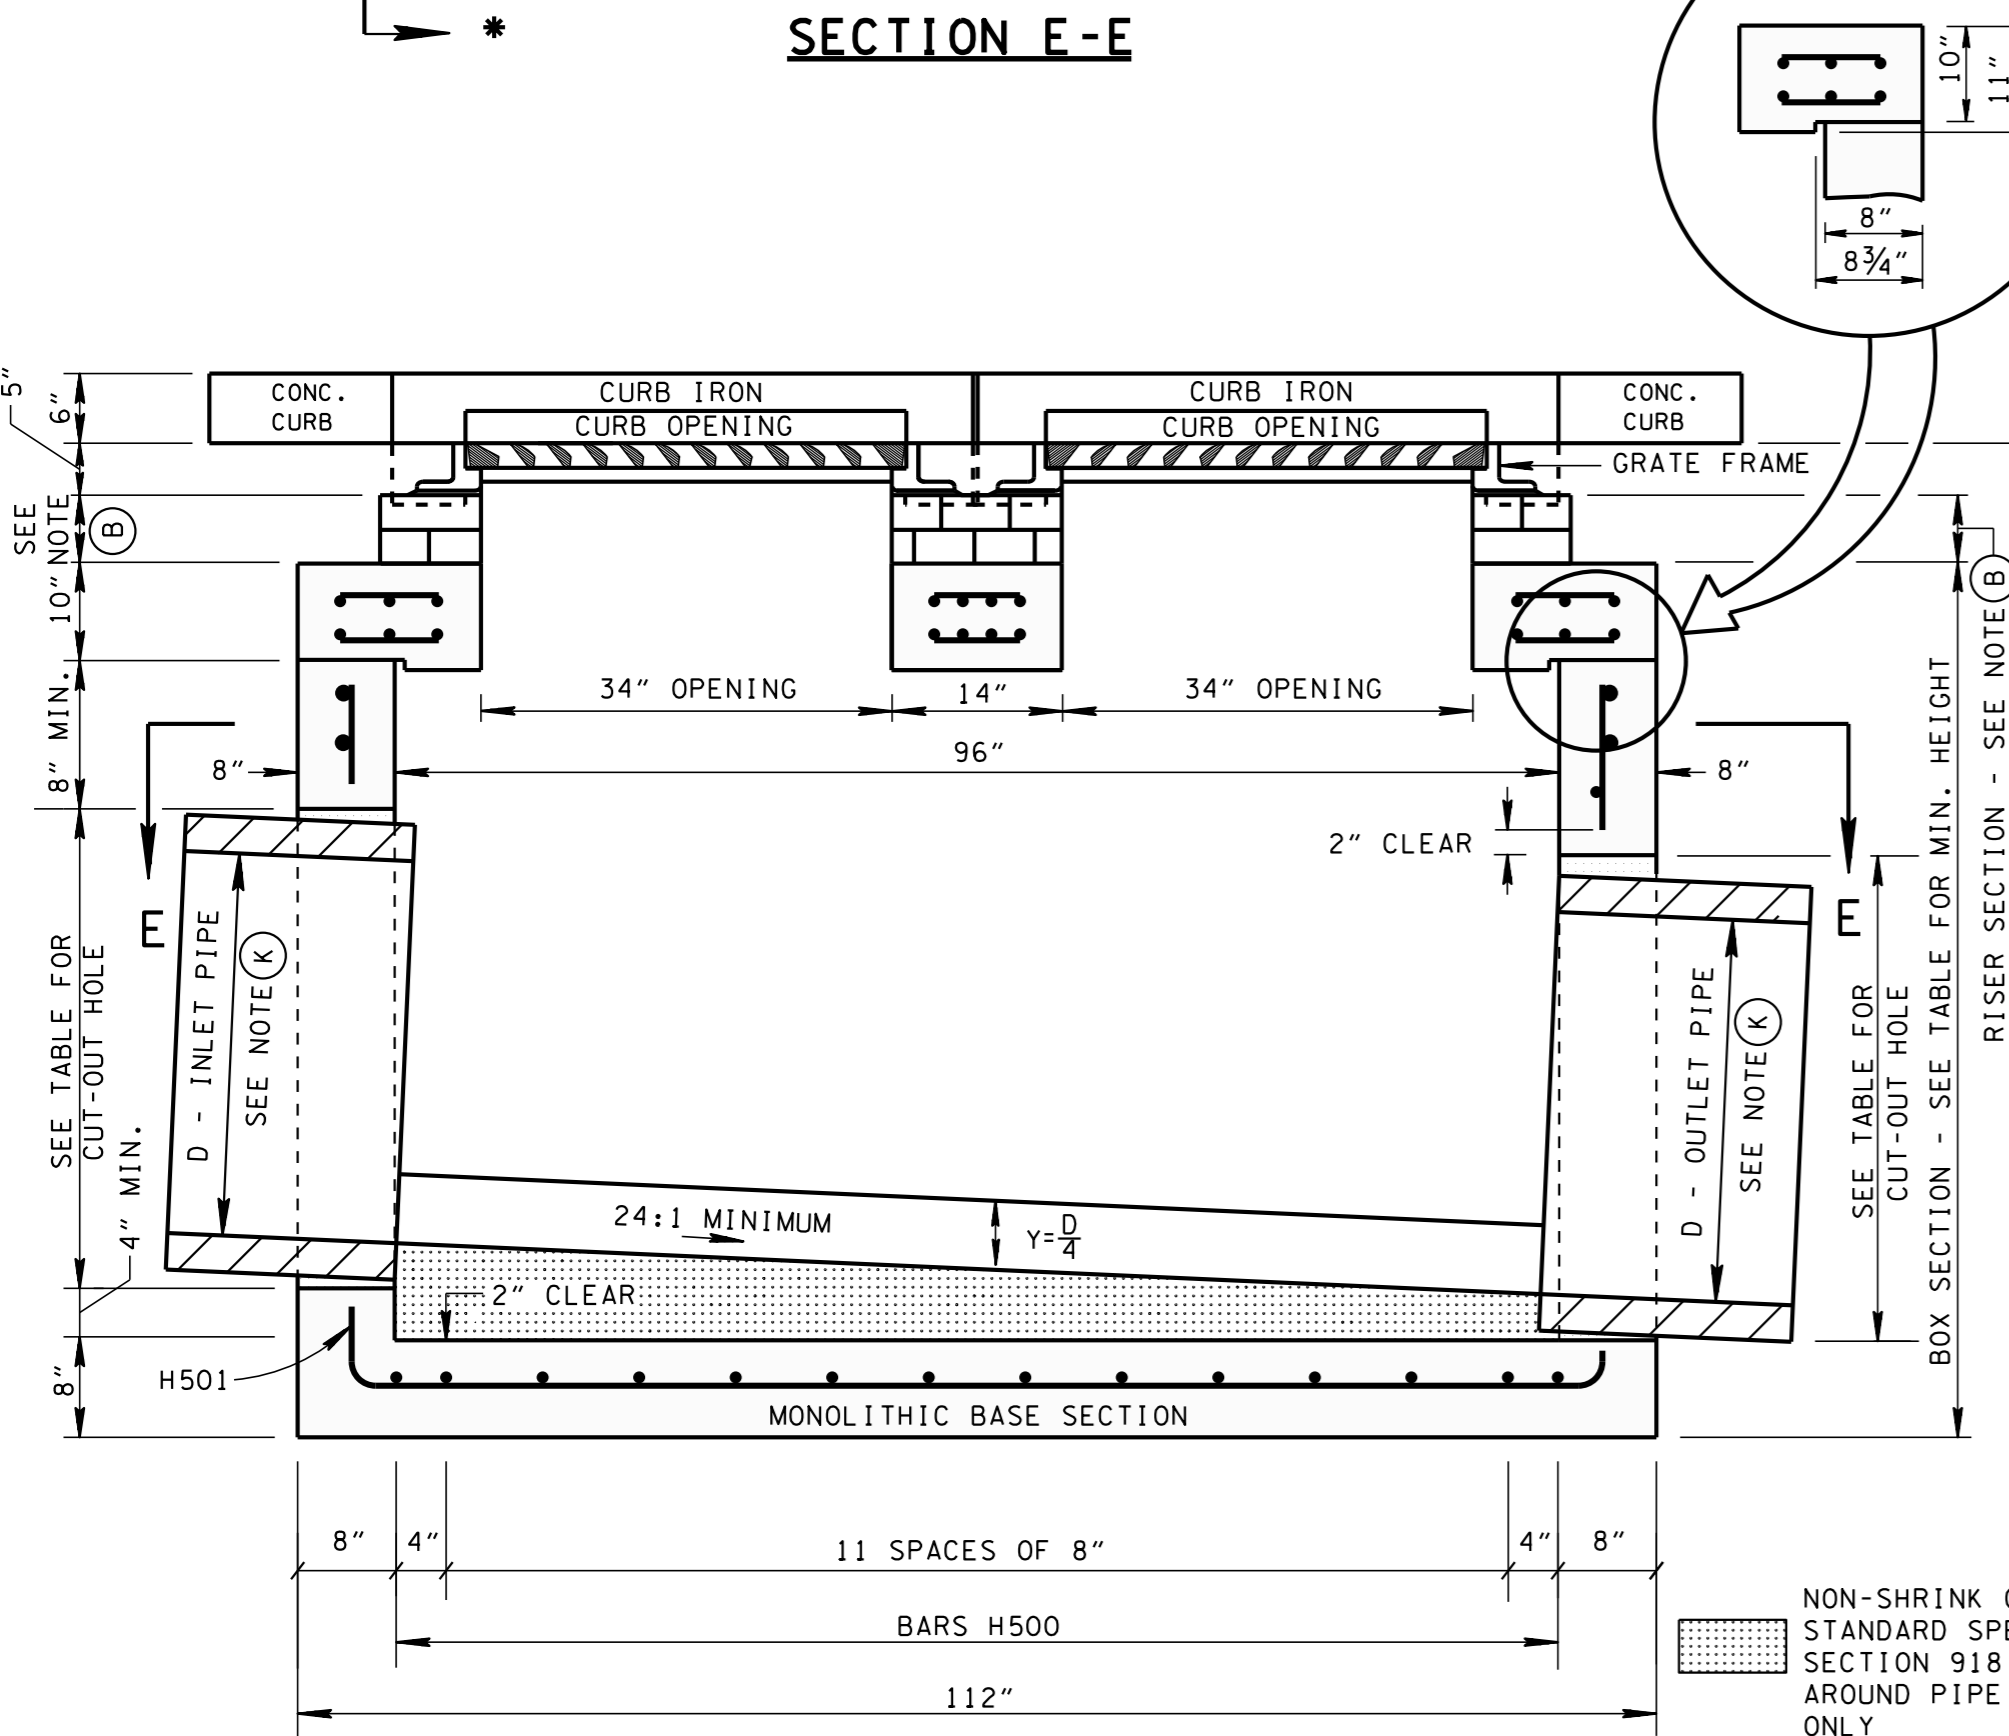 *
SECTION E-E
10"
11"
8"
8¾"
5"
6"
CONC.
CURB
CURB IRON
CURB OPENING
CURB IRON
CURB OPENING
CONC.
CURB
GRATE FRAME
SEE
NOTE
B
10"
8" MIN.
34" OPENING
14"
34" OPENING
96"
8"
8"
2" CLEAR
E
E
SEE TABLE FOR
CUT-OUT HOLE
4" MIN.
D - INLET PIPE
SEE NOTE K
D - OUTLET PIPE
SEE NOTE K
SEE TABLE FOR
CUT-OUT HOLE
BOX SECTION - SEE TABLE FOR MIN. HEIGHT
RISER SECTION - SEE NOTE B
24:1 MINIMUM
Y=D/4
2" CLEAR
H501
8"
MONOLITHIC BASE SECTION
8"
4"
11 SPACES OF 8"
4"
8"
BARS H500
112"
NON-SHRINK
STANDARD
SECTION 918
AROUND PIPE
ONLY